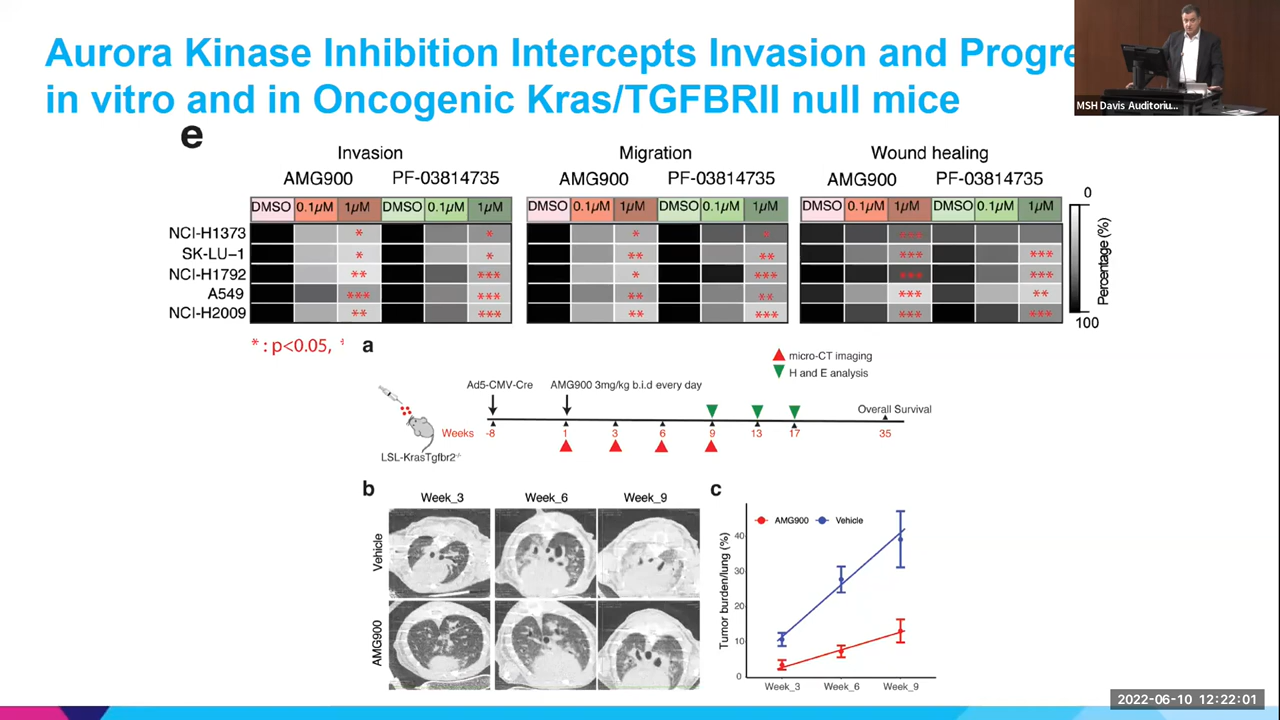 Aurora Kinase Inhibition Intercepts Invasion and Progre
in vitro and in Oncogenic Kras/TGFBRII null mice
MSH Davis Auditoriu...
e
Invasion
Migration
Wound healing
AMG900 PF-03814735
AMG900 PF-03814735
AMG900 PF-03814735
DMSO 0.1µM 1µM DMSO 0.1µM 1µM
DMSO 0.1µM 1µM DMSO 0.1µM 1µM
DMSO 0.1µM 1µM DMSO 0.1µM 1µM
0
Percentage (%)
100
NCI-H1373 * * * * ***
SK-LU-1 * * ** ** *** ***
NCI-H1792 ** *** * *** *** ***
A549 *** *** ** ** *** **
NCI-H2009 ** *** ** *** *** ***
* : p<0.05,
a
micro-CT imaging
H and E analysis
Ad5-CMV-Cre
AMG900 3mg/kg b.i.d every day
Overall Survival
Weeks -8 1 3 6 9 13 17 35
LSL-KrasTgfbr2-/-
b
Week_3 Week_6 Week_9
Vehicle
AMG900
c
AMG900 Vehicle
Tumor burden/lung (%)
40
30
20
10
0
Week_3 Week_6 Week_9
2022-06-10 12:22:01